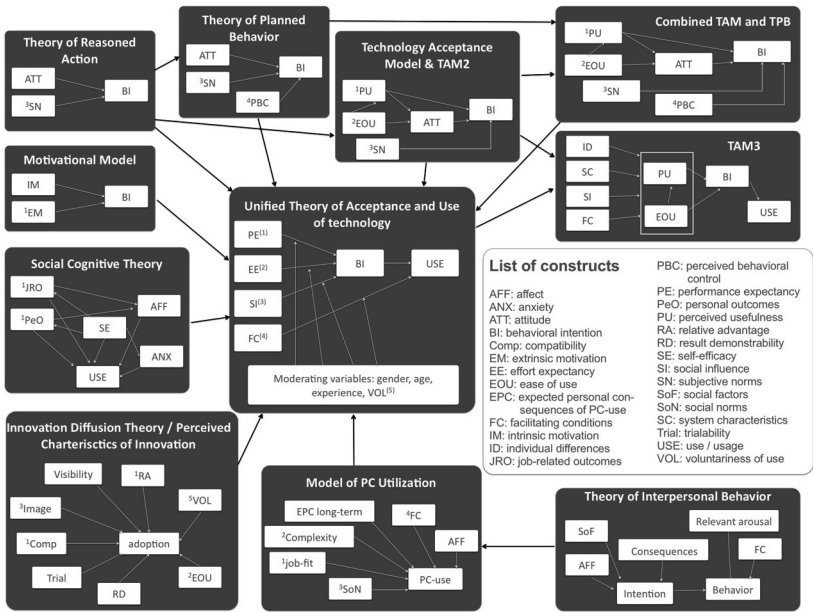 Theory of Reasoned
Action
ATT
³SN
BI
Theory of Planned
Behavior
ATT
³SN
BI
⁴PBC
Technology Acceptance
Model & TAM2
¹PU
²EOU
ATT
BI
³SN
Combined TAM and TPB
¹PU
²EOU
ATT
BI
³SN
⁴PBC
Motivational Model
IM
¹EM
BI
TAM3
ID
SC
SI
FC
PU
EOU
BI
USE
Unified Theory of Acceptance and Use
of technology
PE(1)
EE(2)
SI(3)
FC(4)
BI
USE
Moderating variables: gender, age,
experience, VOL(5)
Social Cognitive Theory
¹JRO
¹PeO
SE
AFF
ANX
USE
List of constructs
AFF: affect
ANX: anxiety
ATT: attitude
BI: behavioral intention
Comp: compatibility
EM: extrinsic motivation
EE: effort expectancy
EOU: ease of use
EPC: expected personal con-
sequences of PC-use
FC: facilitating conditions
IM: intrinsic motivation
ID: individual differences
JRO: job-related outcomes
PBC: perceived behavioral
control
PE: performance expectancy
PeO: personal outcomes
PU: perceived usefulness
RA: relative advantage
RD: result demonstrability
SE: self-efficacy
SI: social influence
SN: subjective norms
SoF: social factors
SoN: social norms
SC: system characteristics
Trial: trialability
USE: use / usage
VOL: voluntariness of use
Innovation Diffusion Theory / Perceived
Charterisctics of Innovation
Visibility
¹RA
⁵VOL
³Image
¹Comp
adoption
Trial
RD
²EOU
Model of PC Utilization
EPC long-term
⁴FC
²Complexity
AFF
¹job-fit
³SoN
PC-use
Theory of Interpersonal Behavior
Relevant arousal
SoF
Consequences
FC
AFF
Intention
Behavior